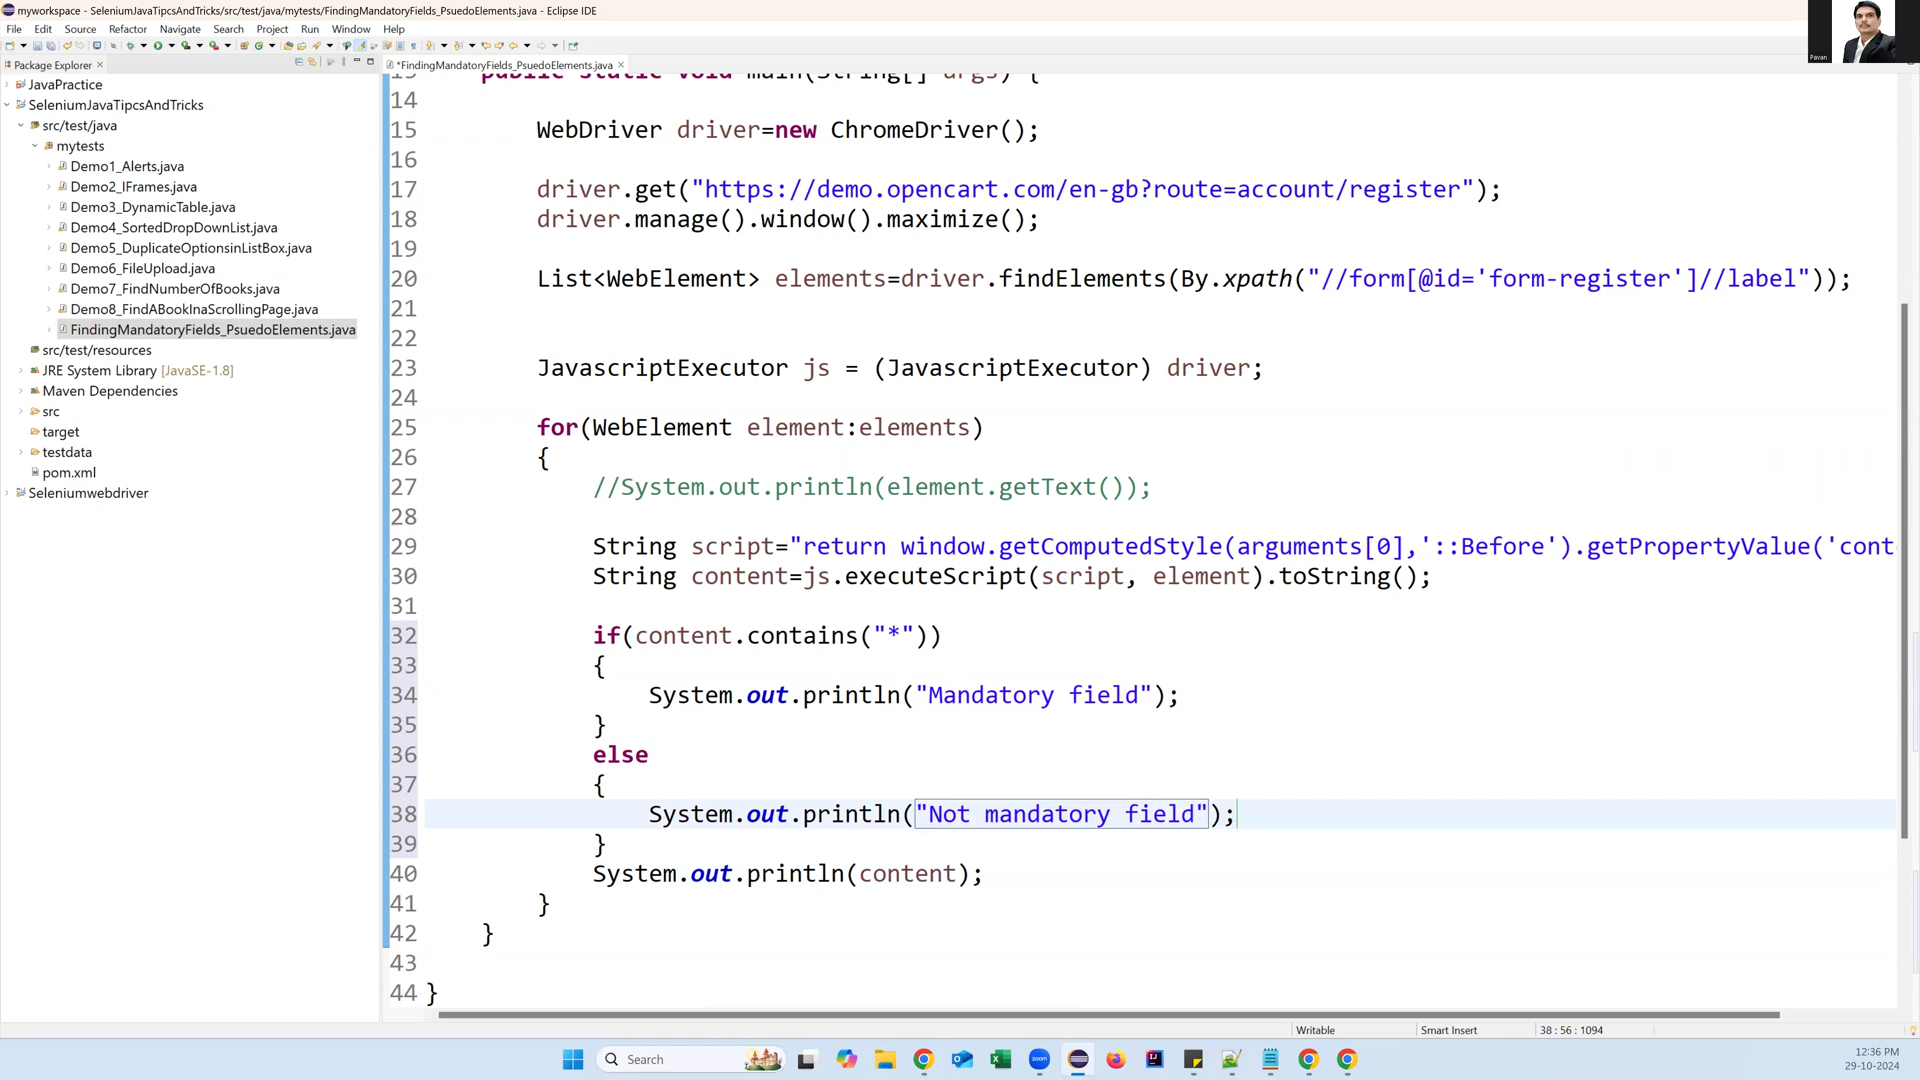 myworkspace - SeleniumJavaTipcsAndTricks/src/test/java/mytests/FindingMandatoryFields_PsuedoElements.java - Eclipse IDE
File Edit Source Refactor Navigate Search Project Run Window Help
Pavan
Package Explorer
*FindingMandatoryFields_PsuedoElements.java
JavaPractice
SeleniumJavaTipcsAndTricks
src/test/java
mytests
Demo1_Alerts.java
Demo2_IFrames.java
Demo3_DynamicTable.java
Demo4_SortedDropDownList.java
Demo5_DuplicateOptionsinListBox.java
Demo6_FileUpload.java
Demo7_FindNumberOfBooks.java
Demo8_FindABookInaScrollingPage.java
FindingMandatoryFields_PsuedoElements.java
src/test/resources
JRE System Library [JavaSE-1.8]
Maven Dependencies
src
target
testdata
pom.xml
Seleniumwebdriver
13 public static void main(String[] args) {
14
15 WebDriver driver=new ChromeDriver();
16
17 driver.get("https://demo.opencart.com/en-gb?route=account/register");
18 driver.manage().window().maximize();
19
20 List<WebElement> elements=driver.findElements(By.xpath("//form[@id='form-register']//label"));
21
22
23 JavascriptExecutor js = (JavascriptExecutor) driver;
24
25 for(WebElement element:elements)
26 {
27 //System.out.println(element.getText());
28
29 String script="return window.getComputedStyle(arguments[0],'::Before').getPropertyValue('cont
30 String content=js.executeScript(script, element).toString();
31
32 if(content.contains("*"))
33 {
34 System.out.println("Mandatory field");
35 }
36 else
37 {
38 System.out.println("Not mandatory field");
39 }
40 System.out.println(content);
41 }
42 }
43
44 }
Writable Smart Insert 38 : 56 : 1094
Search
zoom
12:36 PM
29-10-2024